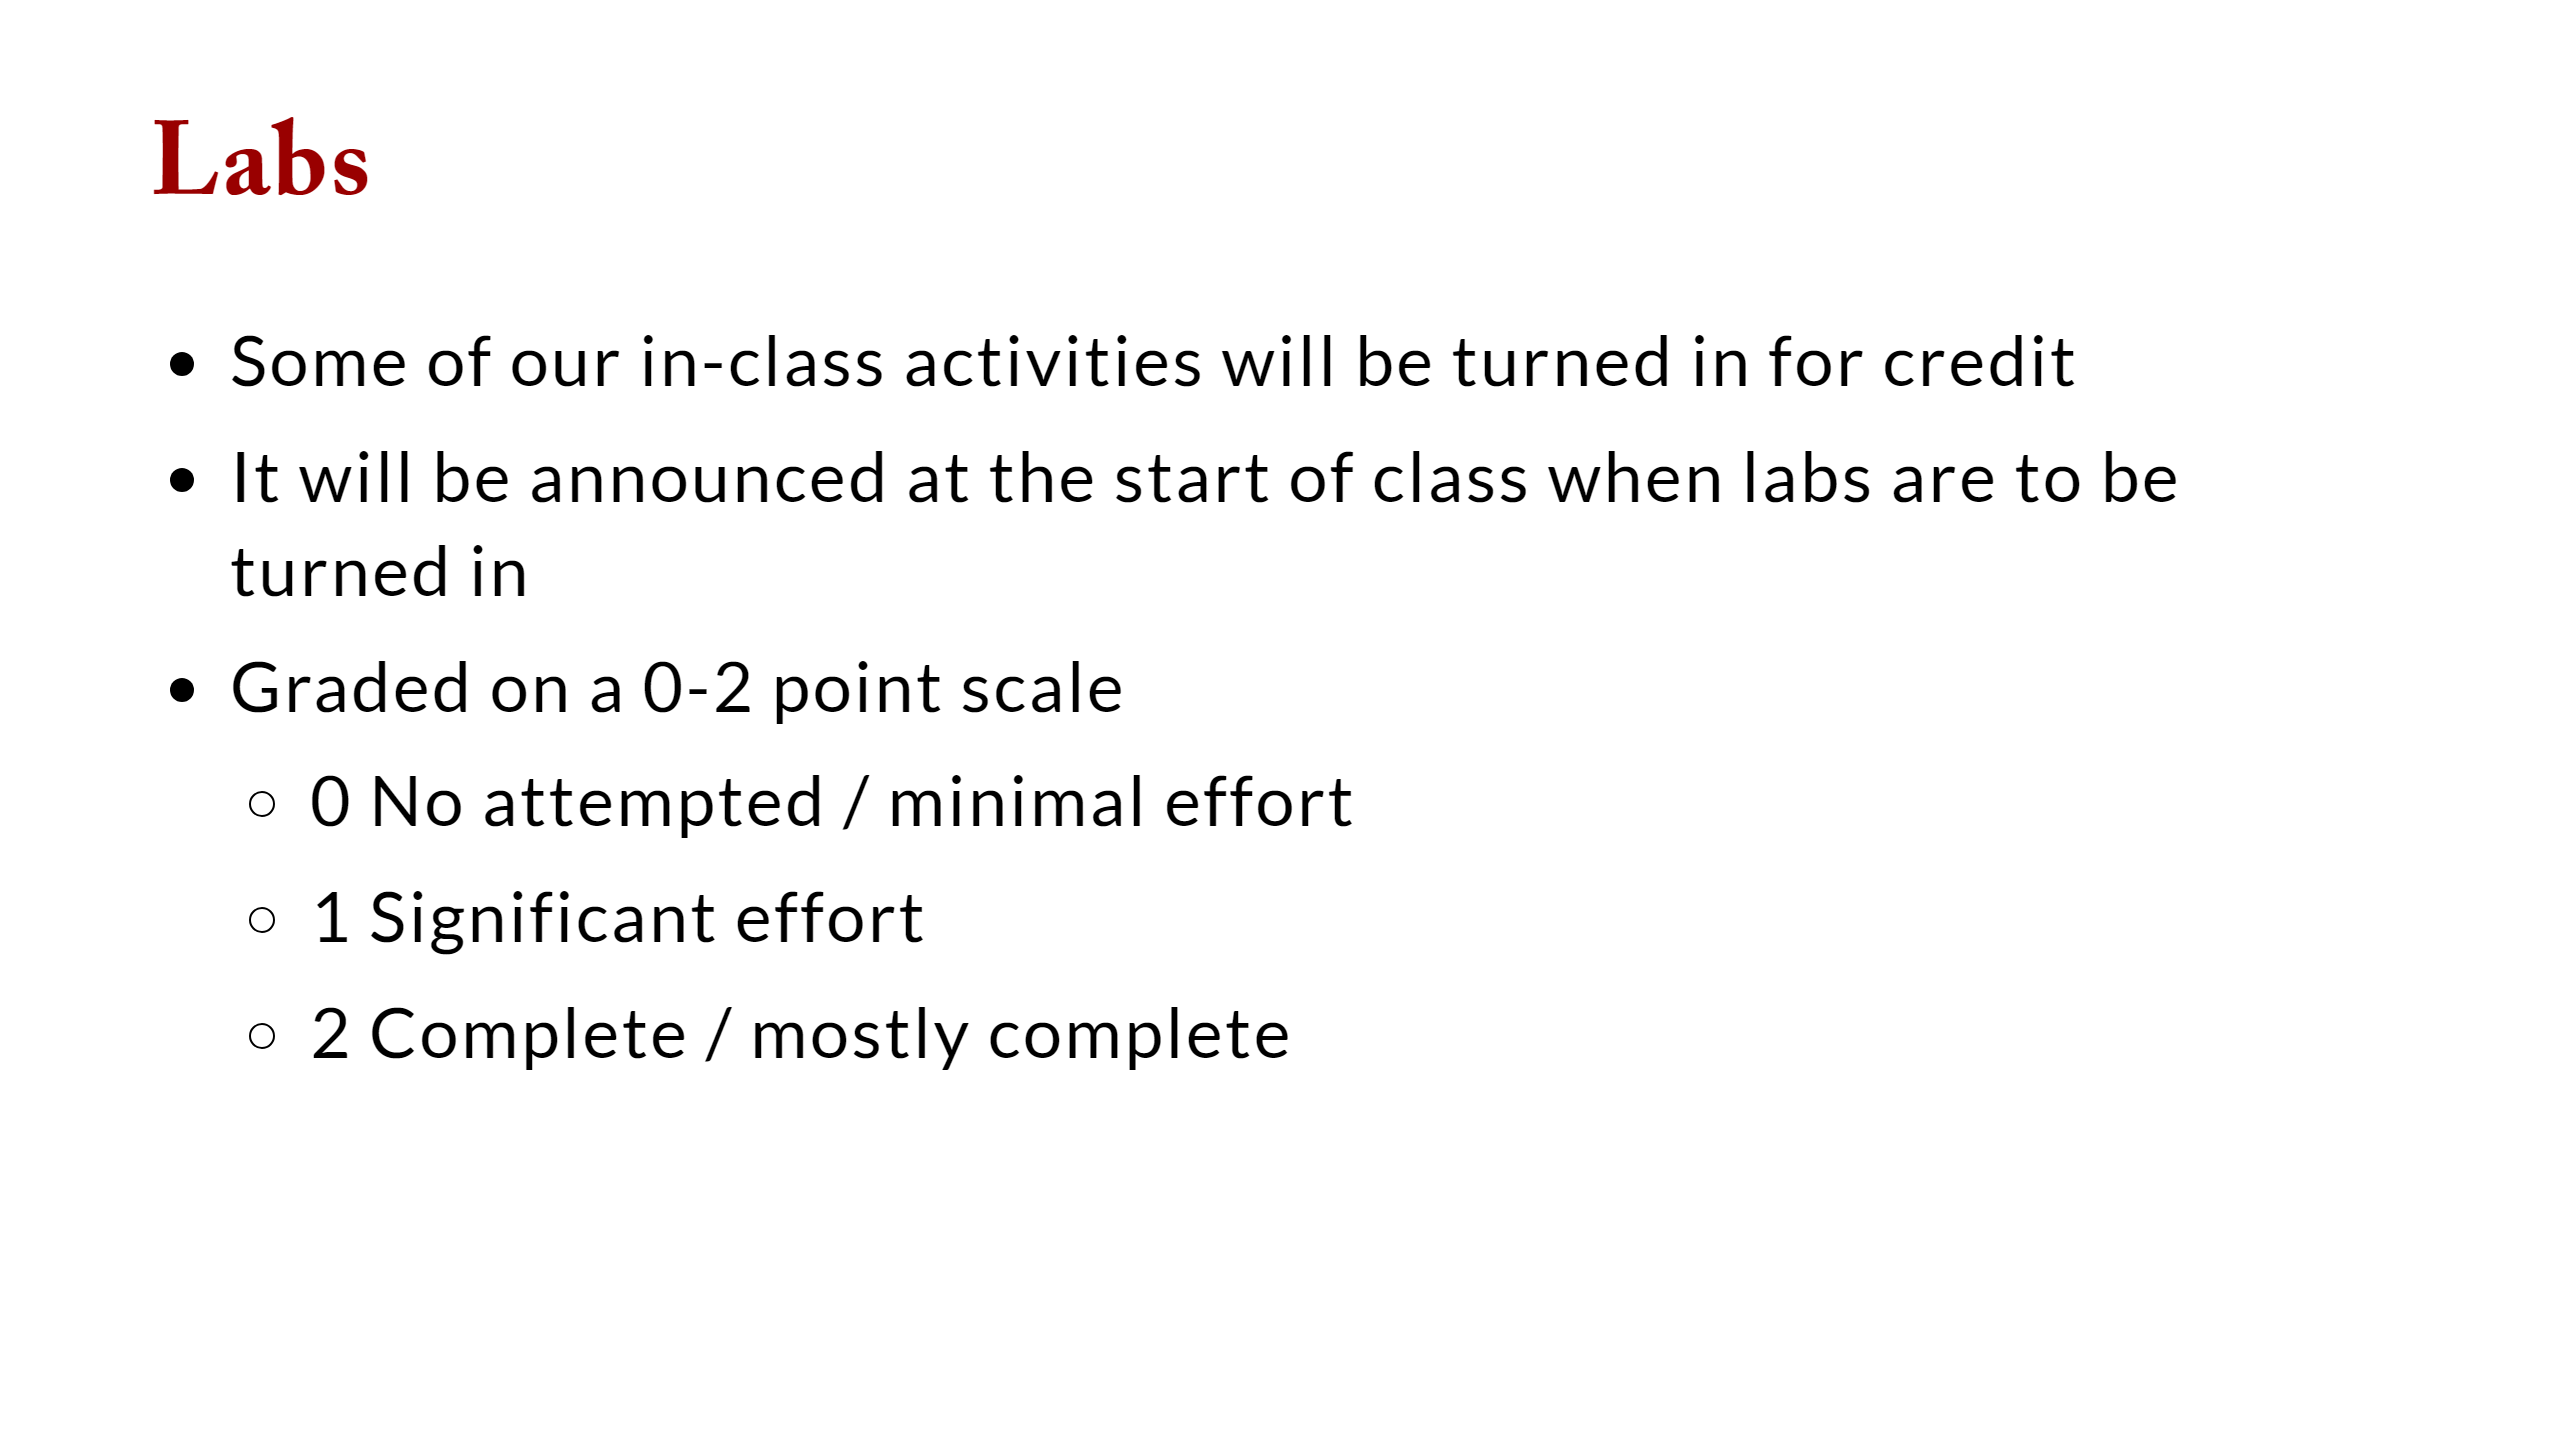 Labs
• Some of our in-class activities will be turned in for credit
• It will be announced at the start of class when labs are to be
turned in
• Graded on a 0-2 point scale
○ 0 No attempted / minimal effort
○ 1 Significant effort
○ 2 Complete / mostly complete